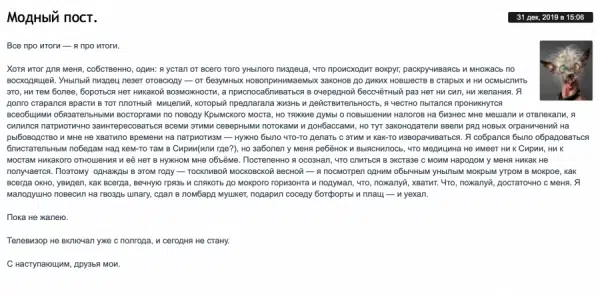 Модный пост.
31 дек, 2019 в 15:06
Все про итоги — я про итоги.
Хотя итог для меня, собственно, один: я устал от всего того унылого пиздеца, что происходит вокруг, раскручиваясь и множась по
восходящей. Унылый пиздец лезет отовсюду — от безумных новопринимаемых законов до диких новшеств в старых и ни осмыслить
это, ни тем более, бороться нет никакой возможности, а приспосабливаться в очередной бессчётный раз нет ни сил, ни желания. Я
долго старался врасти в тот плотный мицелий, который предлагала жизнь и действительность, я честно пытался проникнутся
всеобщими обязательными восторгами по поводу Крымского моста, но тяжкие думы о повышении налогов на бизнес мне мешали и отвлекали, я
силился патриотично заинтересоваться всеми этими северными потоками и донбассами, но тут законодатели ввели ряд новых ограничений на
рыбоводство и мне не хватило времени на патриотизм — нужно было что-то делать с этим и как-то изворачиваться. Я собрался было обрадоваться
блистательным победам над кем-то там в Сирии(или где?), но заболел у меня ребёнок и выяснилось, что медицина не имеет ни к Сирии, ни к
мостам никакого отношения и её нет в нужном мне объёме. Постепенно я осознал, что слиться в экстазе с моим народом у меня никак не
получается. Поэтому однажды в этом году — тоскливой московской весной — я посмотрел одним обычным унылым мокрым утром в мокрое, как
всегда окно, увидел, как всегда, вечную грязь и слякоть до мокрого горизонта и подумал, что, пожалуй, хватит. Что, пожалуй, достаточно с меня. Я
малодушно повесил на гвоздь шпагу, сдал в ломбард мушкет, подарил соседу ботфорты и плащ — и уехал.
Пока не жалею.
Телевизор не включал уже с полгода, и сегодня не стану.
С наступающим, друзья мои.